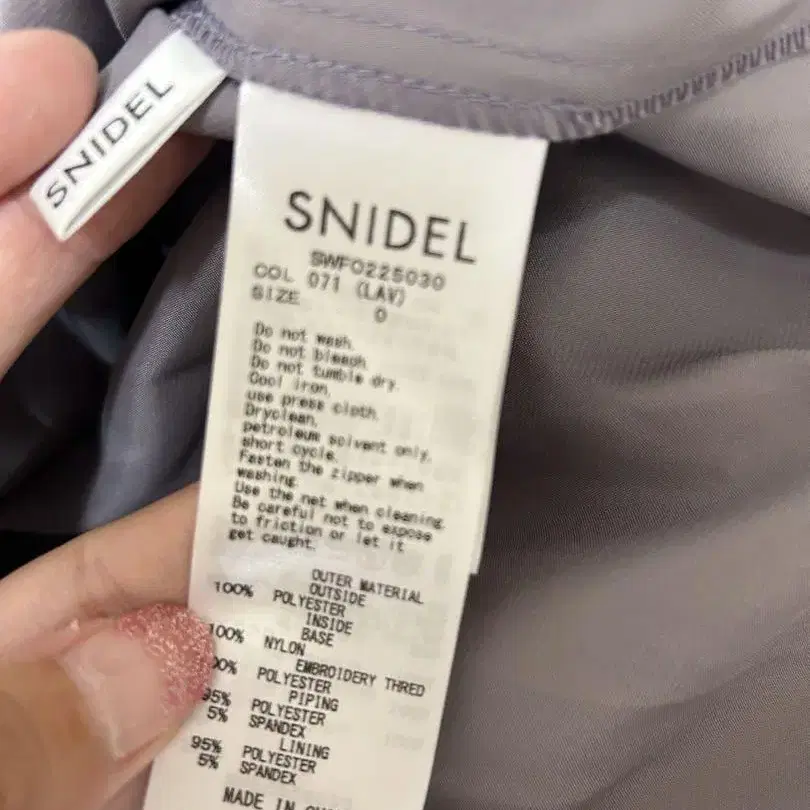 SNIDEL
SNIDEL
SWFO225030
COL 071 (LAV)
SIZE 0
Do not wash.
Do not bleach.
Do not tumble dry.
Cool iron.
use press cloth.
Dryclean,
petroleum solvent only,
short cycle.
Fasten the zipper when
washing.
Use the net when cleaning.
Be careful not to expose
to friction or let it
get caught.
OUTER MATERIAL
OUTSIDE
100% POLYESTER
INSIDE
BASE
100% NYLON
EMBROIDERY THRED
POLYESTER
PIPING
95% POLYESTER
5% SPANDEX
LINING
95% POLYESTER
5% SPANDEX
MADE IN